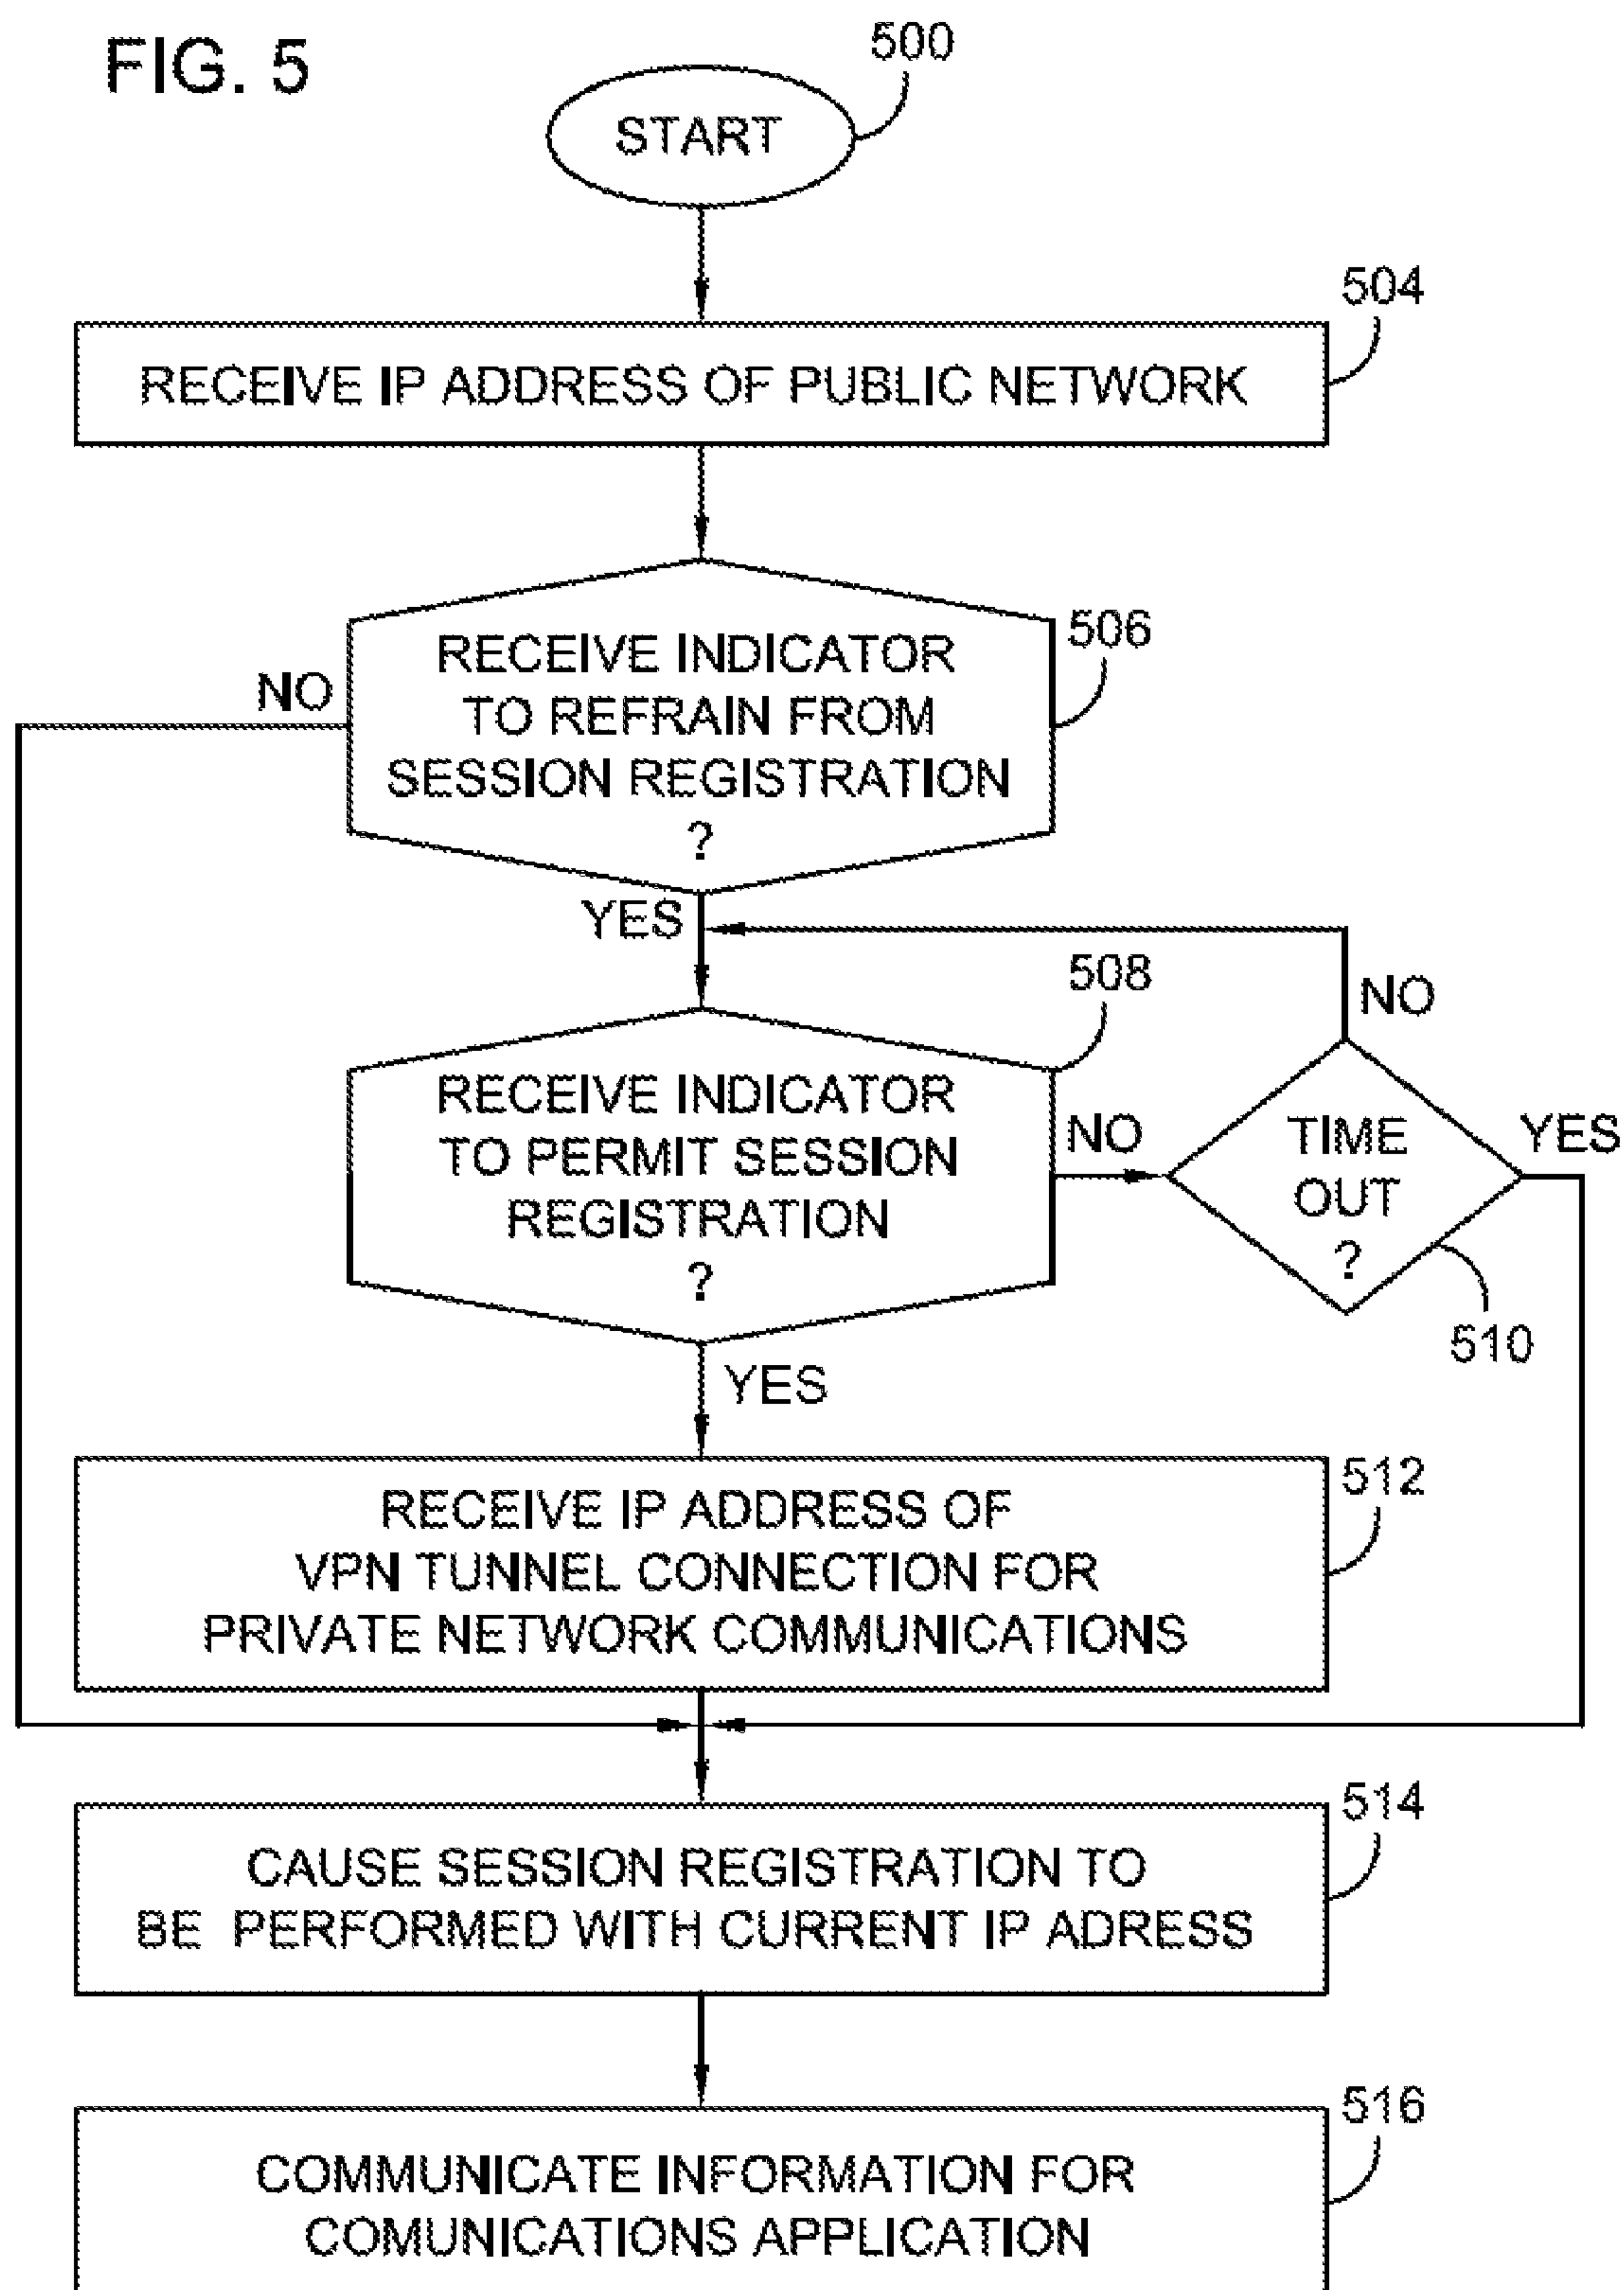 FIG. 5
500
START
504
RECEIVE IP ADDRESS OF PUBLIC NETWORK
506
RECEIVE INDICATOR
TO REFRAIN FROM
SESSION REGISTRATION
?
NO
YES
508
NO
RECEIVE INDICATOR
TO PERMIT SESSION
REGISTRATION
?
NO
TIME
OUT
?
YES
510
YES
512
RECEIVE IP ADDRESS OF
VPN TUNNEL CONNECTION FOR
PRIVATE NETWORK COMMUNICATIONS
514
CAUSE SESSION REGISTRATION TO
BE PERFORMED WITH CURRENT IP ADRESS
516
COMMUNICATE INFORMATION FOR
COMUNICATIONS APPLICATION